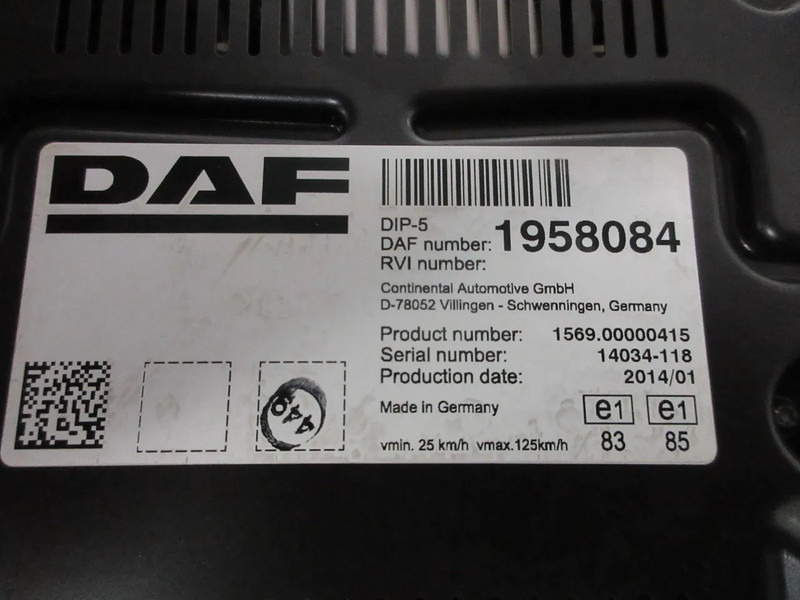 DAF
DIP-5
DAF number: 1958084
RVI number:
Continental Automotive GmbH
D-78052 Villingen - Schwenningen, Germany
Product number: 1569.00000415
Serial number: 14034-118
Production date: 2014/01
Made in Germany e1 e1
vmin. 25 km/h vmax.125km/h 83 85
440